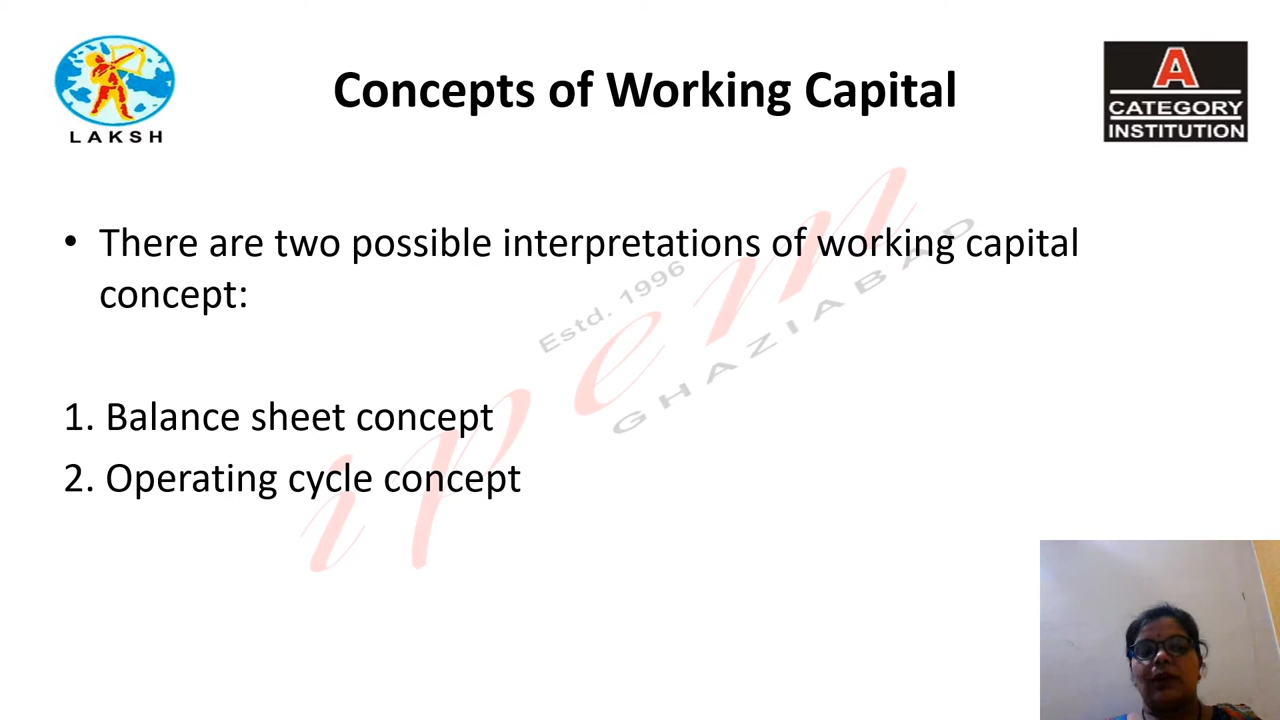 LAKSH
Concepts of Working Capital
A
CATEGORY
INSTITUTION
• There are two possible interpretations of working capital
concept:
Estd. 1996
ipem
GHAZIABAD
1. Balance sheet concept
2. Operating cycle concept